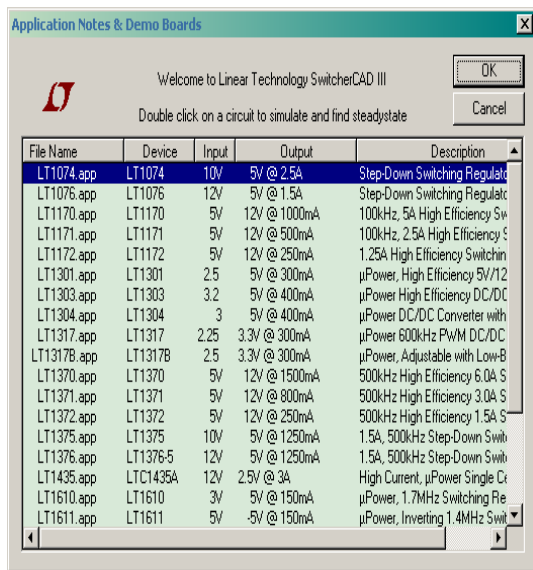 Application Notes & Demo Boards
Welcome to Linear Technology SwitcherCAD III
Double click on a circuit to simulate and find steadystate
OK
Cancel
File Name Device Input Output Description
LT1074.app LT1074 10V 5V @ 2.5A Step-Down Switching Regulato
LT1076.app LT1076 12V 5V @ 1.5A Step-Down Switching Regulato
LT1170.app LT1170 5V 12V @ 1000mA 100kHz, 5A High Efficiency Sw
LT1171.app LT1171 5V 12V @ 500mA 100kHz, 2.5A High Efficiency S
LT1172.app LT1172 5V 12V @ 250mA 1.25A High Efficiency Switchin
LT1301.app LT1301 2.5 5V @ 300mA µPower, High Efficiency 5V/12
LT1303.app LT1303 3.2 5V @ 400mA µPower High Efficiency DC/DC
LT1304.app LT1304 3 5V @ 400mA µPower DC/DC Converter with
LT1317.app LT1317 2.25 3.3V @ 300mA µPower 600kHz PWM DC/DC
LT1317B.app LT1317B 2.5 3.3V @ 300mA µPower, Adjustable with Low-B
LT1370.app LT1370 5V 12V @ 1500mA 500kHz High Efficiency 6.0A S
LT1371.app LT1371 5V 12V @ 800mA 500kHz High Efficiency 3.0A S
LT1372.app LT1372 5V 12V @ 250mA 500kHz High Efficiency 1.5A S
LT1375.app LT1375 10V 5V @ 1250mA 1.5A, 500kHz Step-Down Swit
LT1376.app LT1376-5 12V 5V @ 1250mA 1.5A, 500kHz Step-Down Swit
LT1435.app LTC1435A 12V 2.5V @ 3A High Current, µPower Single Ce
LT1610.app LT1610 3V 5V @ 150mA µPower, 1.7MHz Switching Re
LT1611.app LT1611 5V -5V @ 150mA µPower, Inverting 1.4MHz Swit